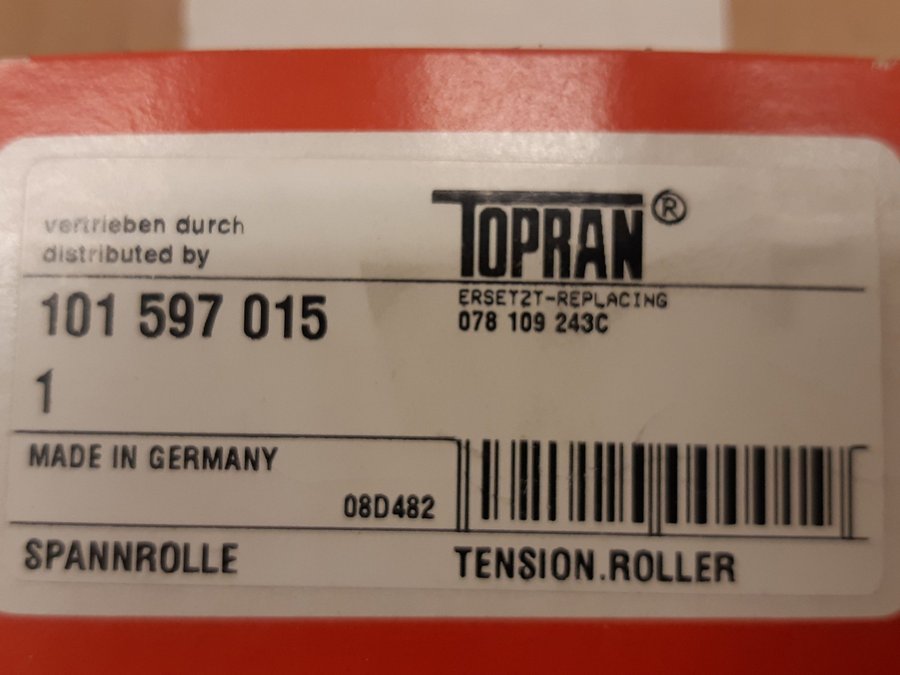 vertrieben durch
distributed by
TOPRAN®
ERSETZT-REPLACING
078 109 243C
101 597 015
1
MADE IN GERMANY
08D482
SPANNROLLE
TENSION.ROLLER